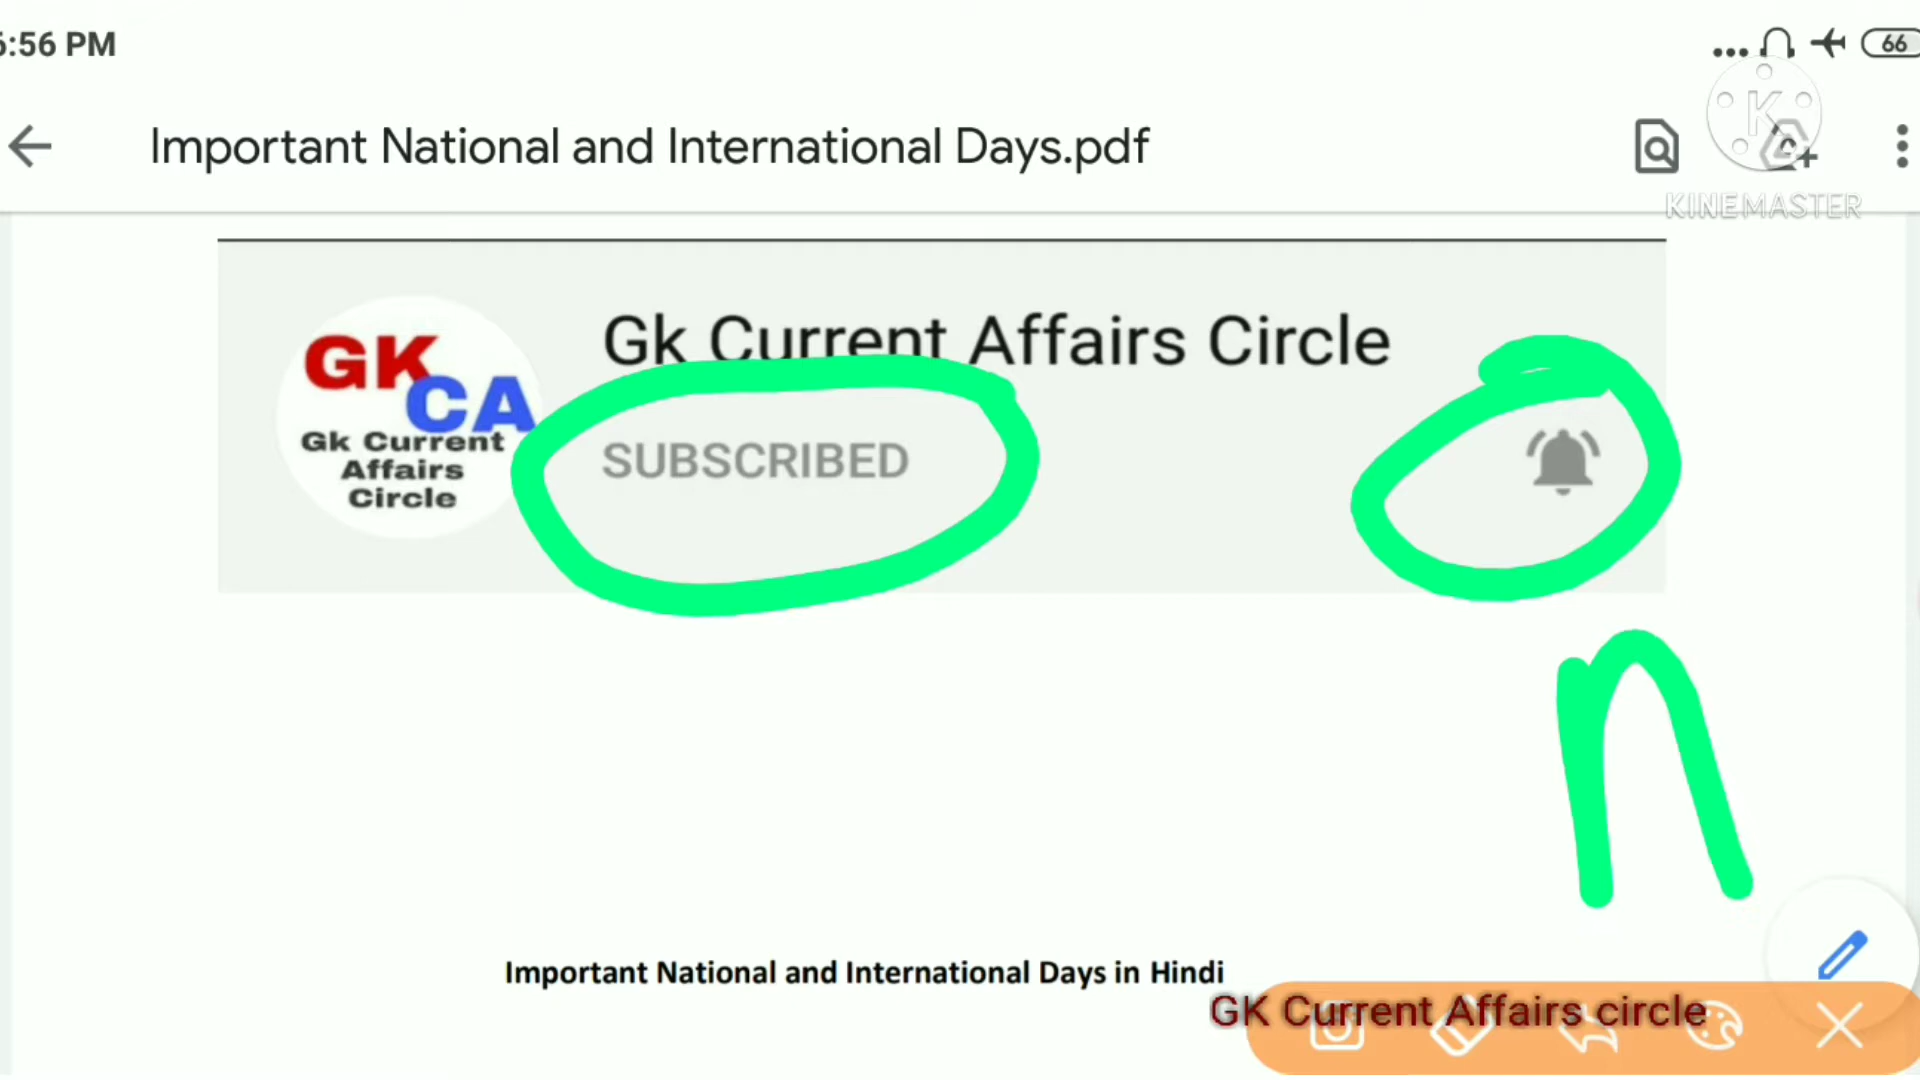 :56 PM
66
Important National and International Days.pdf
K
KINEMASTER
Gk Current Affairs Circle
GK
CA
Gk Current
Affairs
Circle
SUBSCRIBED
n
Important National and International Days in Hindi
GK Current Affairs circle